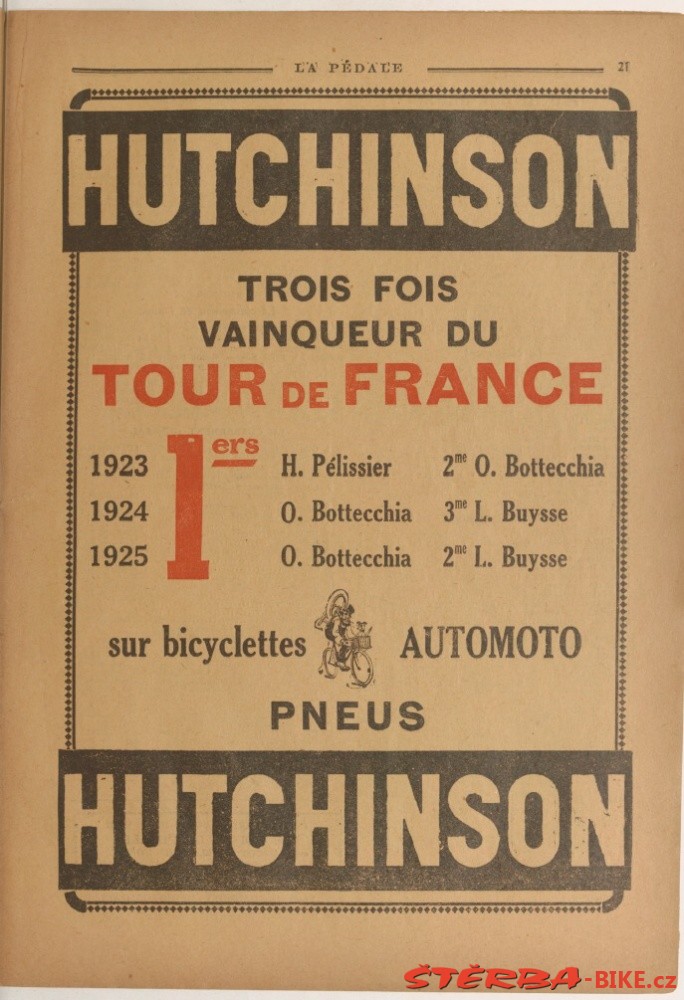 LA PÉDALE 21
HUTCHINSON
TROIS FOIS
VAINQUEUR DU
TOUR DE FRANCE
1ers
1923 H. Pélissier 2me O. Bottecchia
1924 O. Bottecchia 3me L. Buysse
1925 O. Bottecchia 2me L. Buysse
sur bicyclettes AUTOMOTO
PNEUS
HUTCHINSON
ŠTĚRBA-BIKE.cz